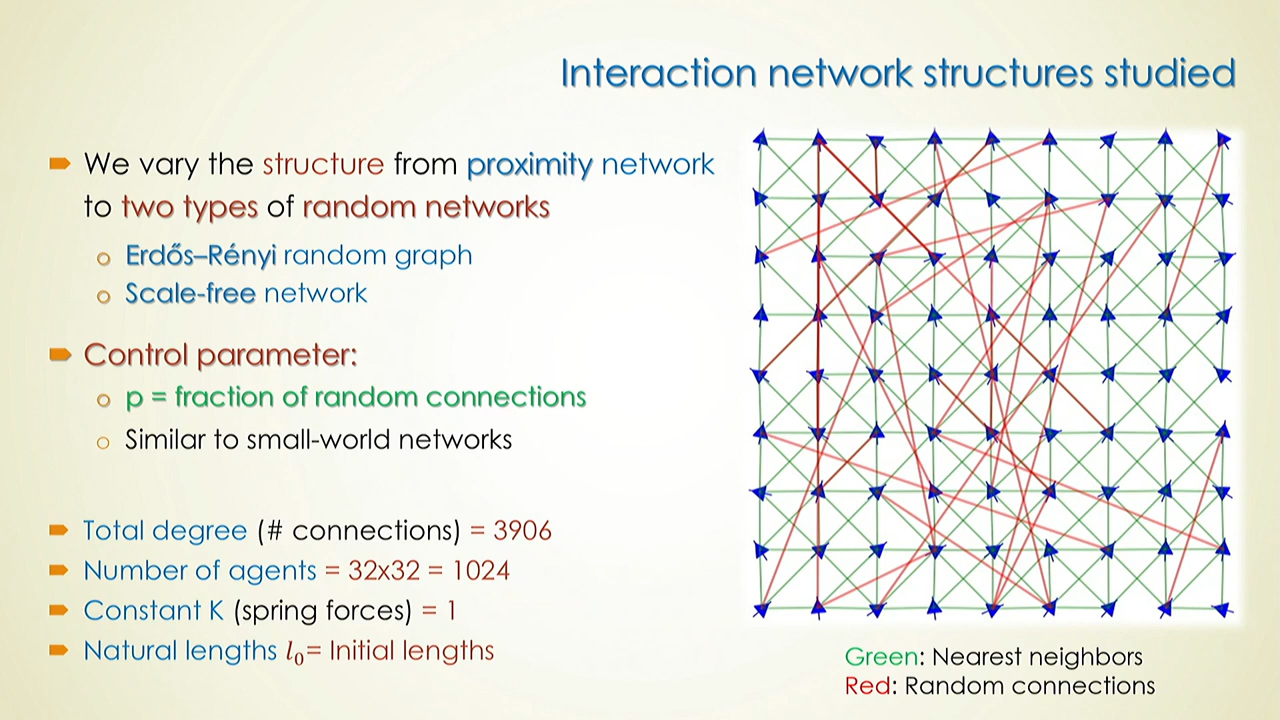 Interaction network structures studied
We vary the structure from proximity network
to two types of random networks
Erdős–Rényi random graph
Scale-free network
Control parameter:
p = fraction of random connections
Similar to small-world networks
Total degree (# connections) = 3906
Number of agents = 32x32 = 1024
Constant K (spring forces) = 1
Natural lengths l₀= Initial lengths
Green: Nearest neighbors
Red: Random connections